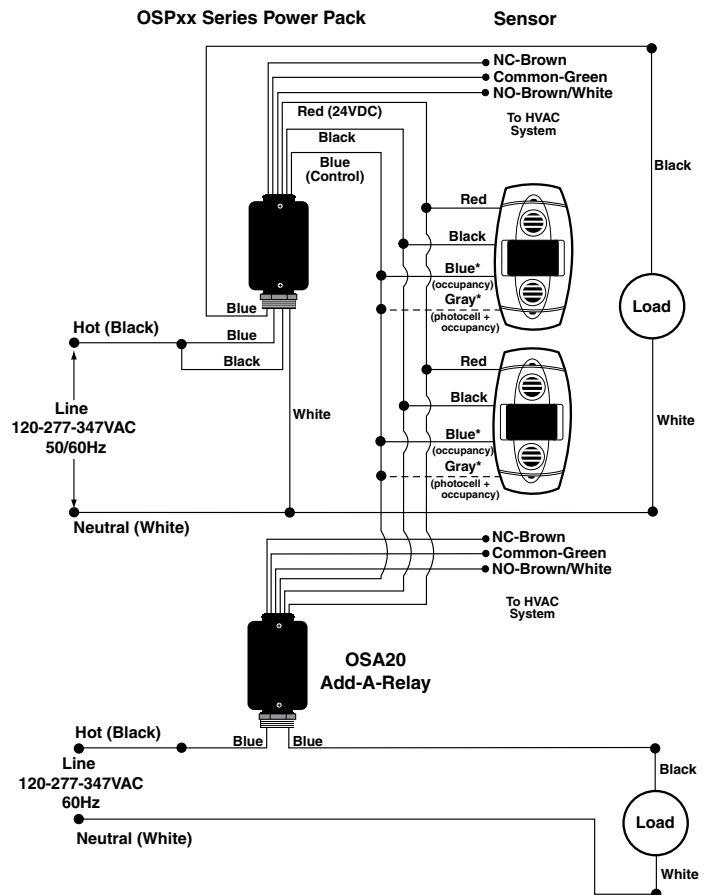 OSPxx Series Power Pack
Sensor
NC-Brown
Common-Green
NO-Brown/White
Red (24VDC)
To HVAC
System
Black
Blue
(Control)
Black
Red
Black
Blue*
(occupancy)
Gray*
(photocell +
occupancy)
Load
Blue
Hot (Black)
Blue
Black
Red
Black
White
White
Line
120-277-347VAC
50/60Hz
Blue*
(occupancy)
Gray*
(photocell +
occupancy)
Neutral (White)
NC-Brown
Common-Green
NO-Brown/White
To HVAC
System
OSA20
Add-A-Relay
Hot (Black)
Blue
Blue
Line
120-277-347VAC
60Hz
Black
Load
Neutral (White)
White